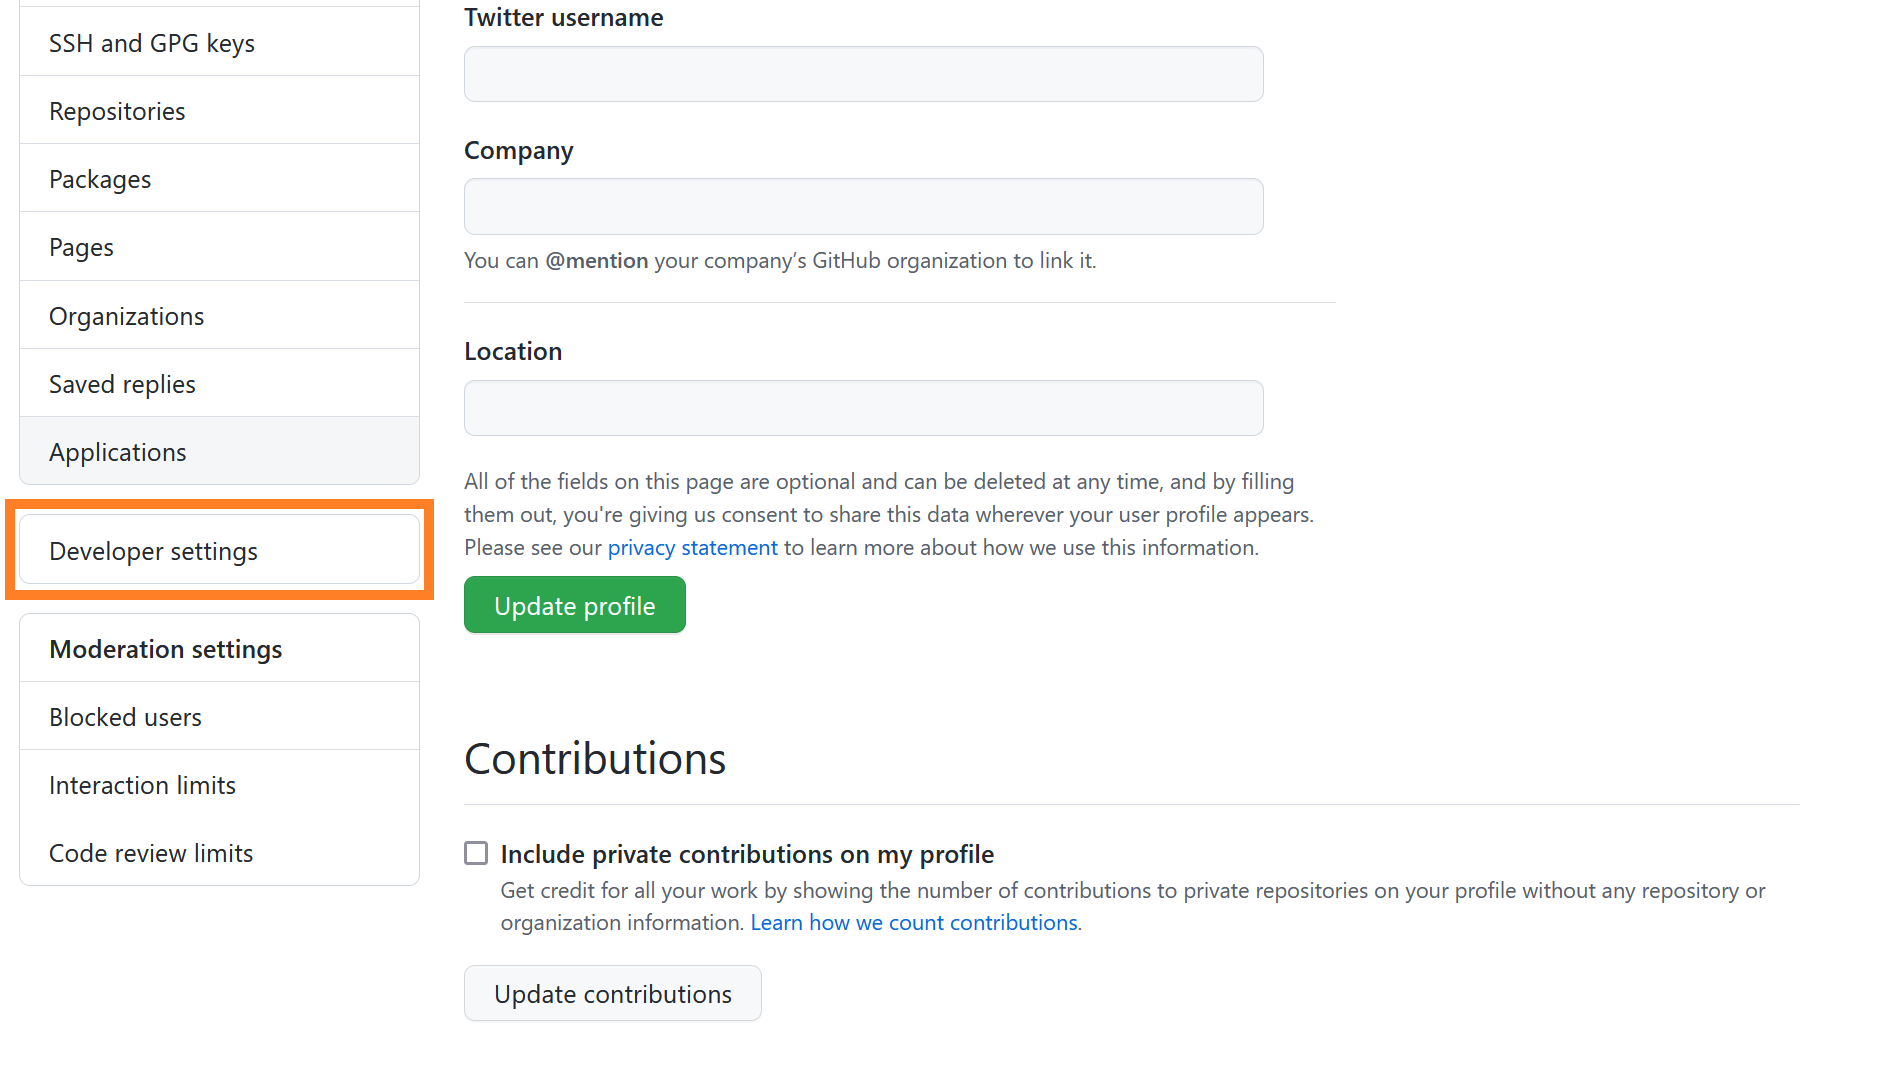 SSH and GPG keys
Repositories
Packages
Pages
Organizations
Saved replies
Applications
Developer settings
Moderation settings
Blocked users
Interaction limits
Code review limits
Twitter username
Company
You can @mention your company’s GitHub organization to link it.
Location
All of the fields on this page are optional and can be deleted at any time, and by filling
them out, you're giving us consent to share this data wherever your user profile appears.
Please see our privacy statement to learn more about how we use this information.
Update profile
Contributions
Include private contributions on my profile
Get credit for all your work by showing the number of contributions to private repositories on your profile without any repository or
organization information. Learn how we count contributions.
Update contributions